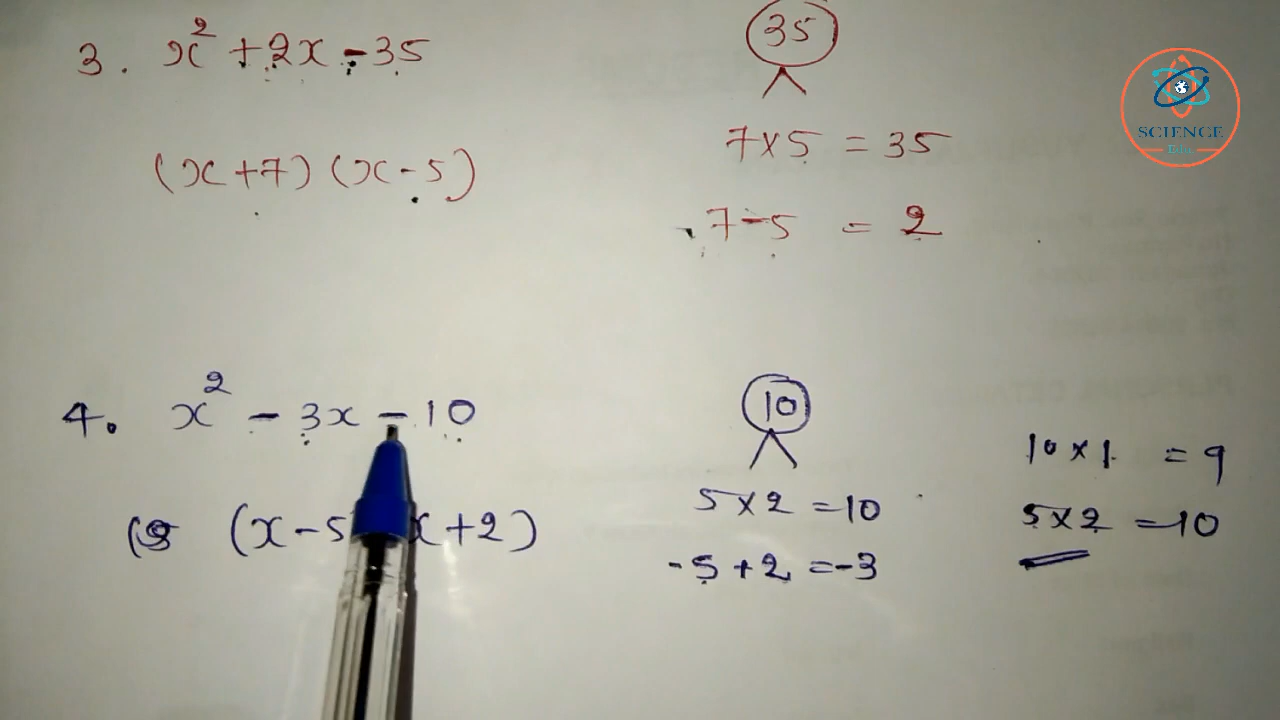 3. x² + 2x - 35
(x + 7) (x - 5)
35
7 x 5 = 35
7 - 5 = 2
SCIENCE
Edu.
4. x² - 3x - 10
(x - 5 x + 2)
10
5 x 2 = 10
-5 + 2 = -3
10 x 1 = 9
5 x 2 = 10